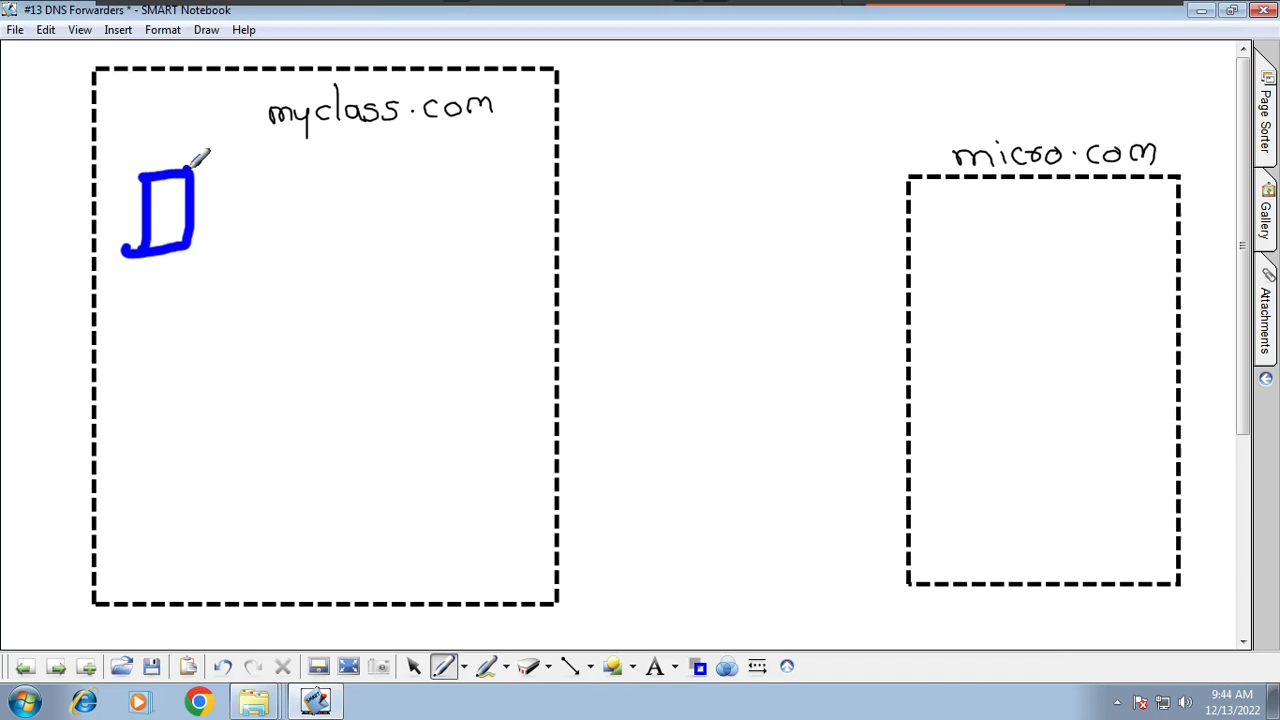 #13 DNS Forwarders * - SMART Notebook
File Edit View Insert Format Draw Help
myclass.com
micro.com
Page Sorter
Gallery
Attachments
A
9:44 AM
12/13/2022